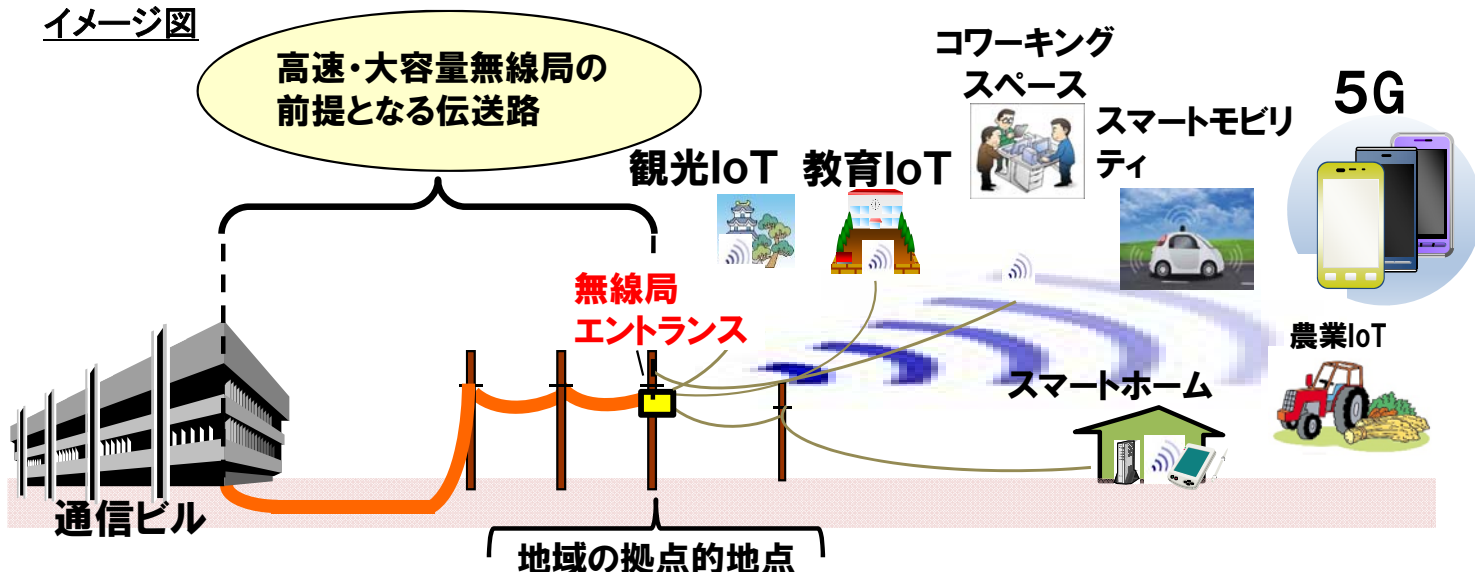 イメージ図
高速・大容量無線局の
前提となる伝送路
コワーキング
スペース
5G
スマートモビリ
ティ
観光IoT
教育IoT
無線局
エントランス
農業IoT
スマートホーム
通信ビル
地域の拠点的地点